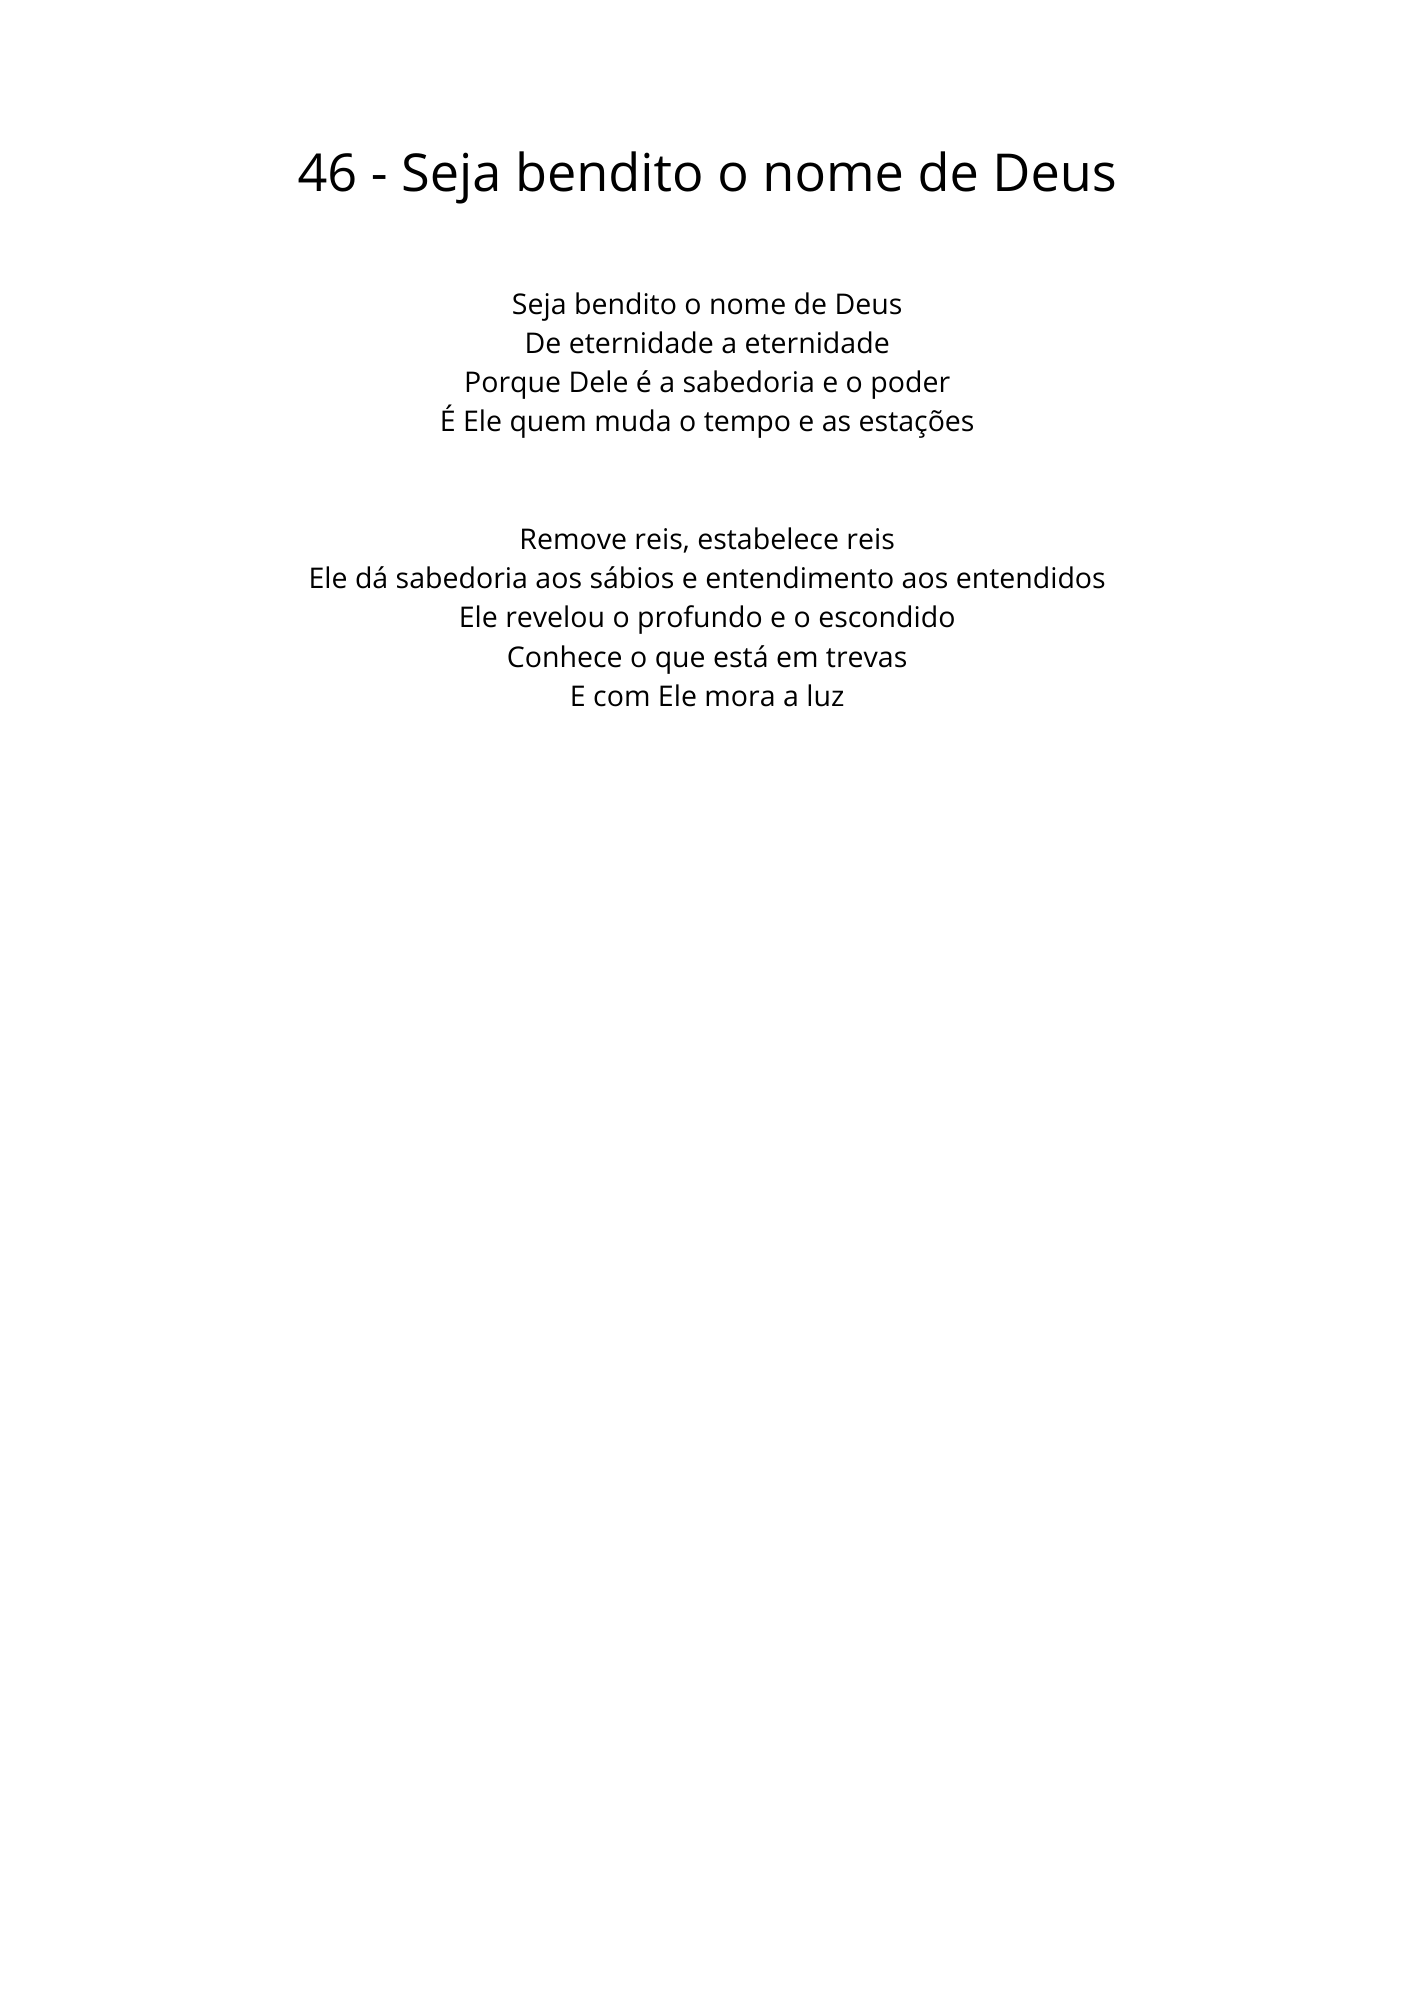 46 - Seja bendito o nome de Deus
Seja bendito o nome de Deus
De eternidade a eternidade
Porque Dele é a sabedoria e o poder
É Ele quem muda o tempo e as estações
Remove reis, estabelece reis
Ele dá sabedoria aos sábios e entendimento aos entendidos
Ele revelou o profundo e o escondido
Conhece o que está em trevas
E com Ele mora a luz